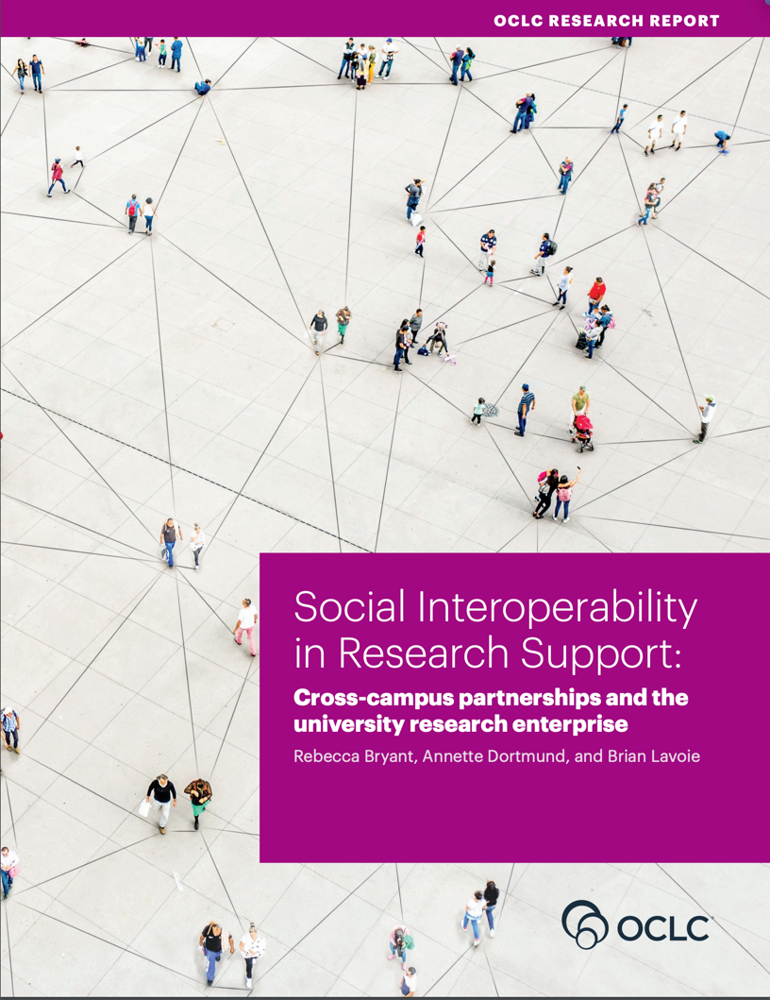 OCLC RESEARCH REPORT
Social Interoperability
in Research Support:
Cross-campus partnerships and the
university research enterprise
Rebecca Bryant, Annette Dortmund, and Brian Lavoie
OCLC